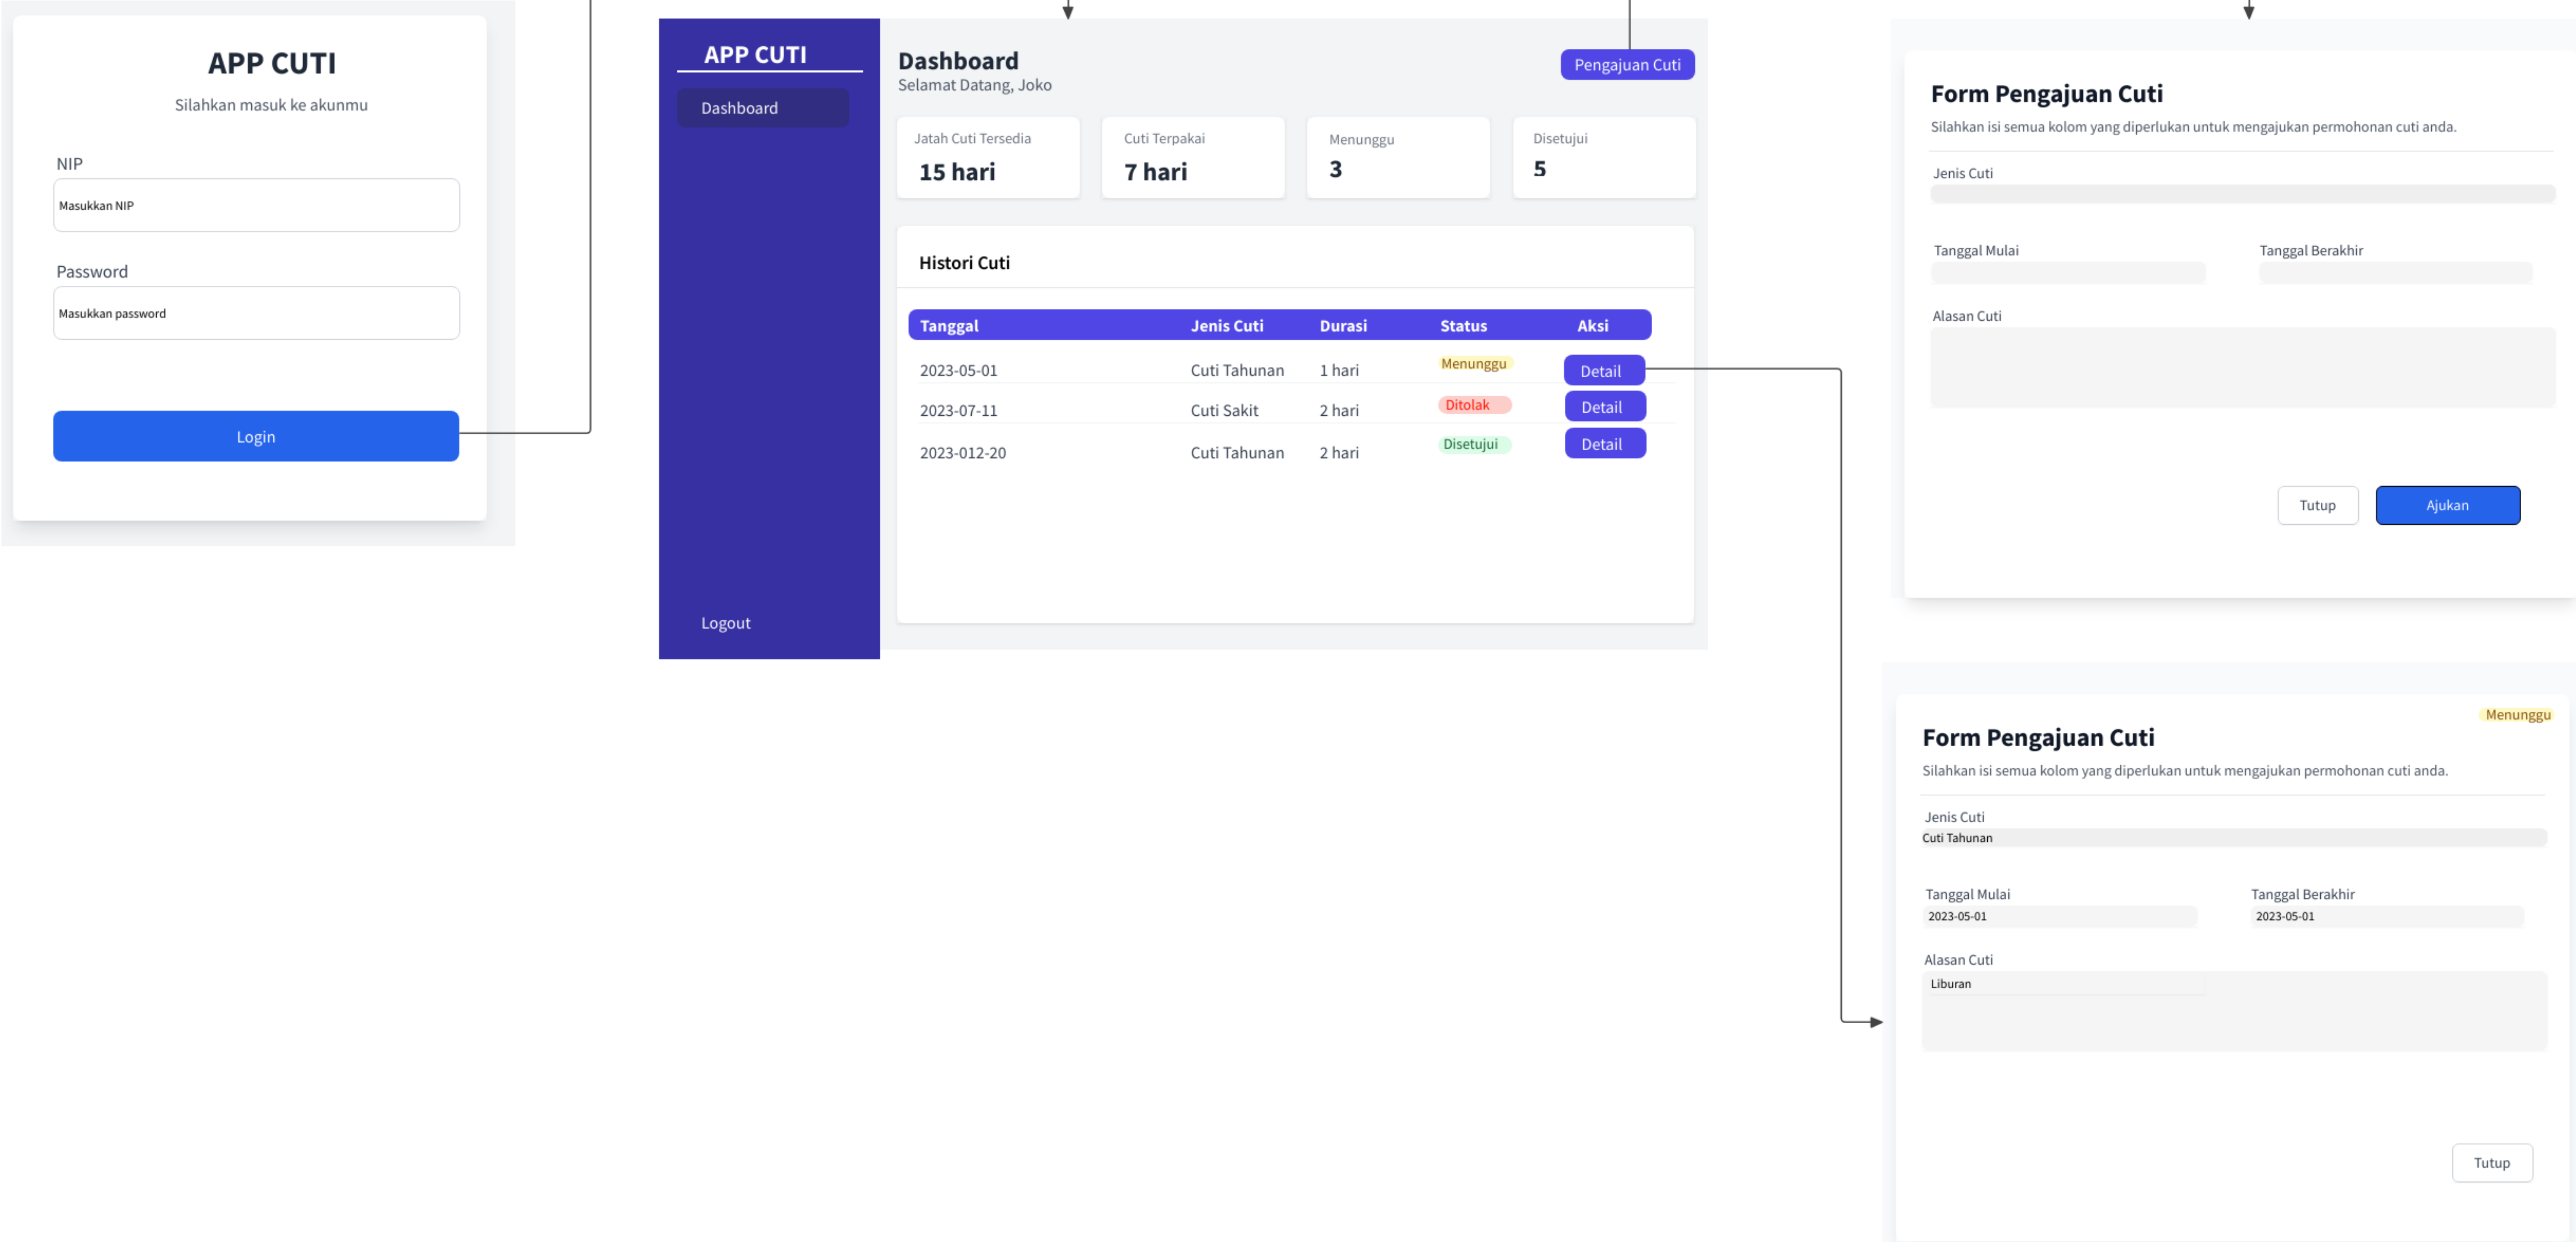 APP CUTI
Silahkan masuk ke akunmu
NIP
Masukkan NIP
Password
Masukkan password
Login
APP CUTI
Dashboard
Logout
Dashboard
Selamat Datang, Joko
Pengajuan Cuti
Jatah Cuti Tersedia
15 hari
Cuti Terpakai
7 hari
Menunggu
3
Disetujui
5
Histori Cuti
Tanggal Jenis Cuti Durasi Status Aksi
2023-05-01 Cuti Tahunan 1 hari Menunggu Detail
2023-07-11 Cuti Sakit 2 hari Ditolak Detail
2023-012-20 Cuti Tahunan 2 hari Disetujui Detail
Form Pengajuan Cuti
Silahkan isi semua kolom yang diperlukan untuk mengajukan permohonan cuti anda.
Jenis Cuti
Tanggal Mulai Tanggal Berakhir
Alasan Cuti
Tutup Ajukan
Menunggu
Form Pengajuan Cuti
Silahkan isi semua kolom yang diperlukan untuk mengajukan permohonan cuti anda.
Jenis Cuti
Cuti Tahunan
Tanggal Mulai Tanggal Berakhir
2023-05-01 2023-05-01
Alasan Cuti
Liburan
Tutup